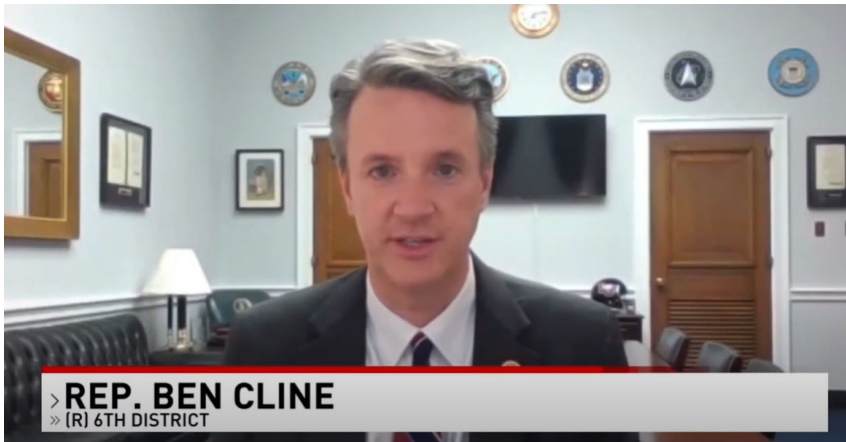 > REP. BEN CLINE
» (R) 6TH DISTRICT